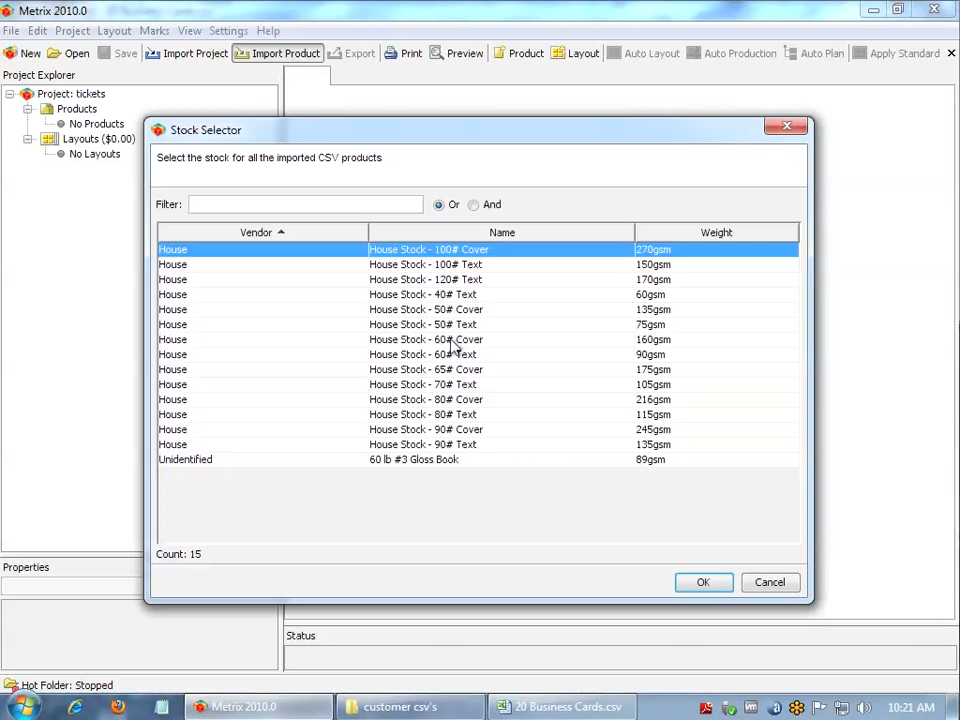 Metrix 2010.0
File Edit Project Layout Marks View Settings Help
New Open Save Import Project Import Product Export Print Preview Product Layout Auto Layout Auto Production Auto Plan Apply Standard
Project Explorer
Project: tickets
Products
No Products
Layouts ($0.00)
No Layouts
Stock Selector
Select the stock for all the imported CSV products
Filter: Or And
Vendor Name Weight
House House Stock - 100# Cover 270gsm
House House Stock - 100# Text 150gsm
House House Stock - 120# Text 170gsm
House House Stock - 40# Text 60gsm
House House Stock - 50# Cover 135gsm
House House Stock - 50# Text 75gsm
House House Stock - 60# Cover 160gsm
House House Stock - 60# Text 90gsm
House House Stock - 65# Cover 175gsm
House House Stock - 70# Text 105gsm
House House Stock - 80# Cover 216gsm
House House Stock - 80# Text 115gsm
House House Stock - 90# Cover 245gsm
House House Stock - 90# Text 135gsm
Unidentified 60 lb #3 Gloss Book 89gsm
Count: 15
OK Cancel
Properties
Status
Hot Folder: Stopped
Metrix 2010.0 customer csv's 20 Business Cards.csv 10:21 AM